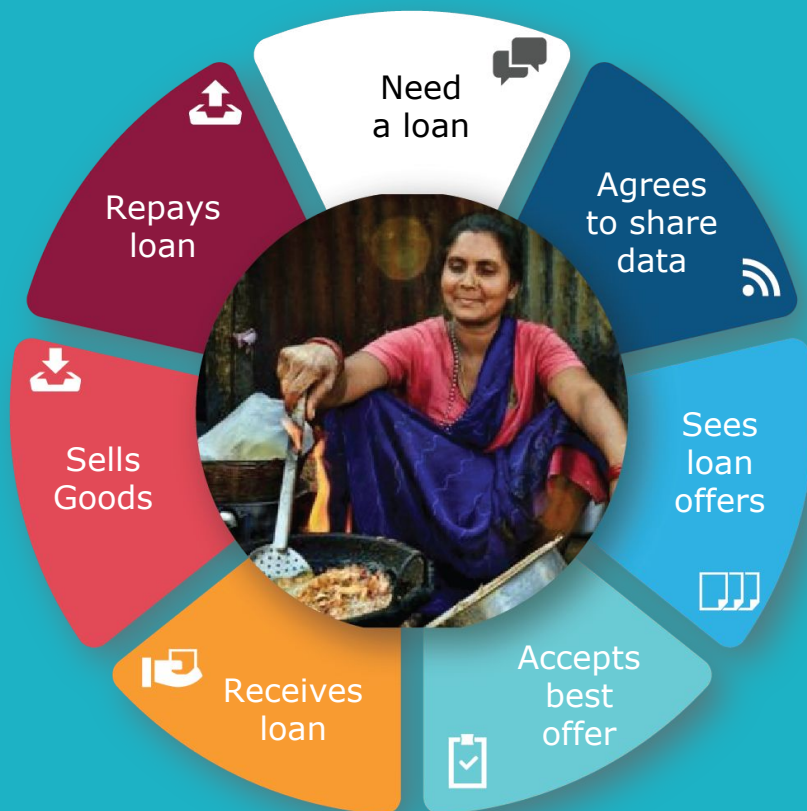 Need
a loan
Agrees
to share
data
Sees
loan
offers
Accepts
best
offer
Receives
loan
Sells
Goods
Repays
loan